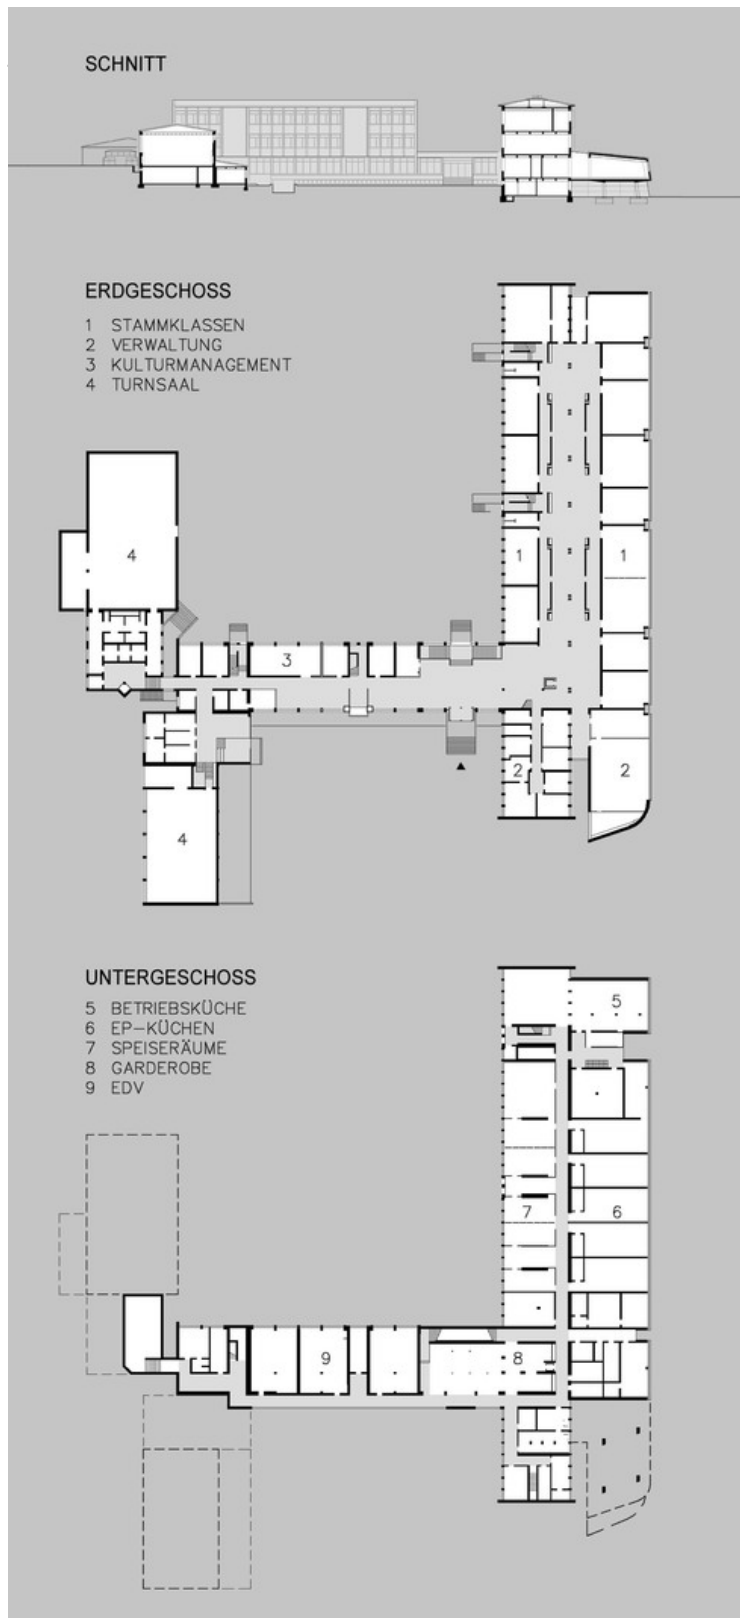 SCHNITT
ERDGESCHOSS
1 STAMMKLASSEN
2 VERWALTUNG
3 KULTURMANAGEMENT
4 TURNSAAL
4
1
1
3
2
2
4
UNTERGESCHOSS
5 BETRIEBSKÜCHE
6 EP-KÜCHEN
7 SPEISERÄUME
8 GARDEROBE
9 EDV
5
7
6
9
8